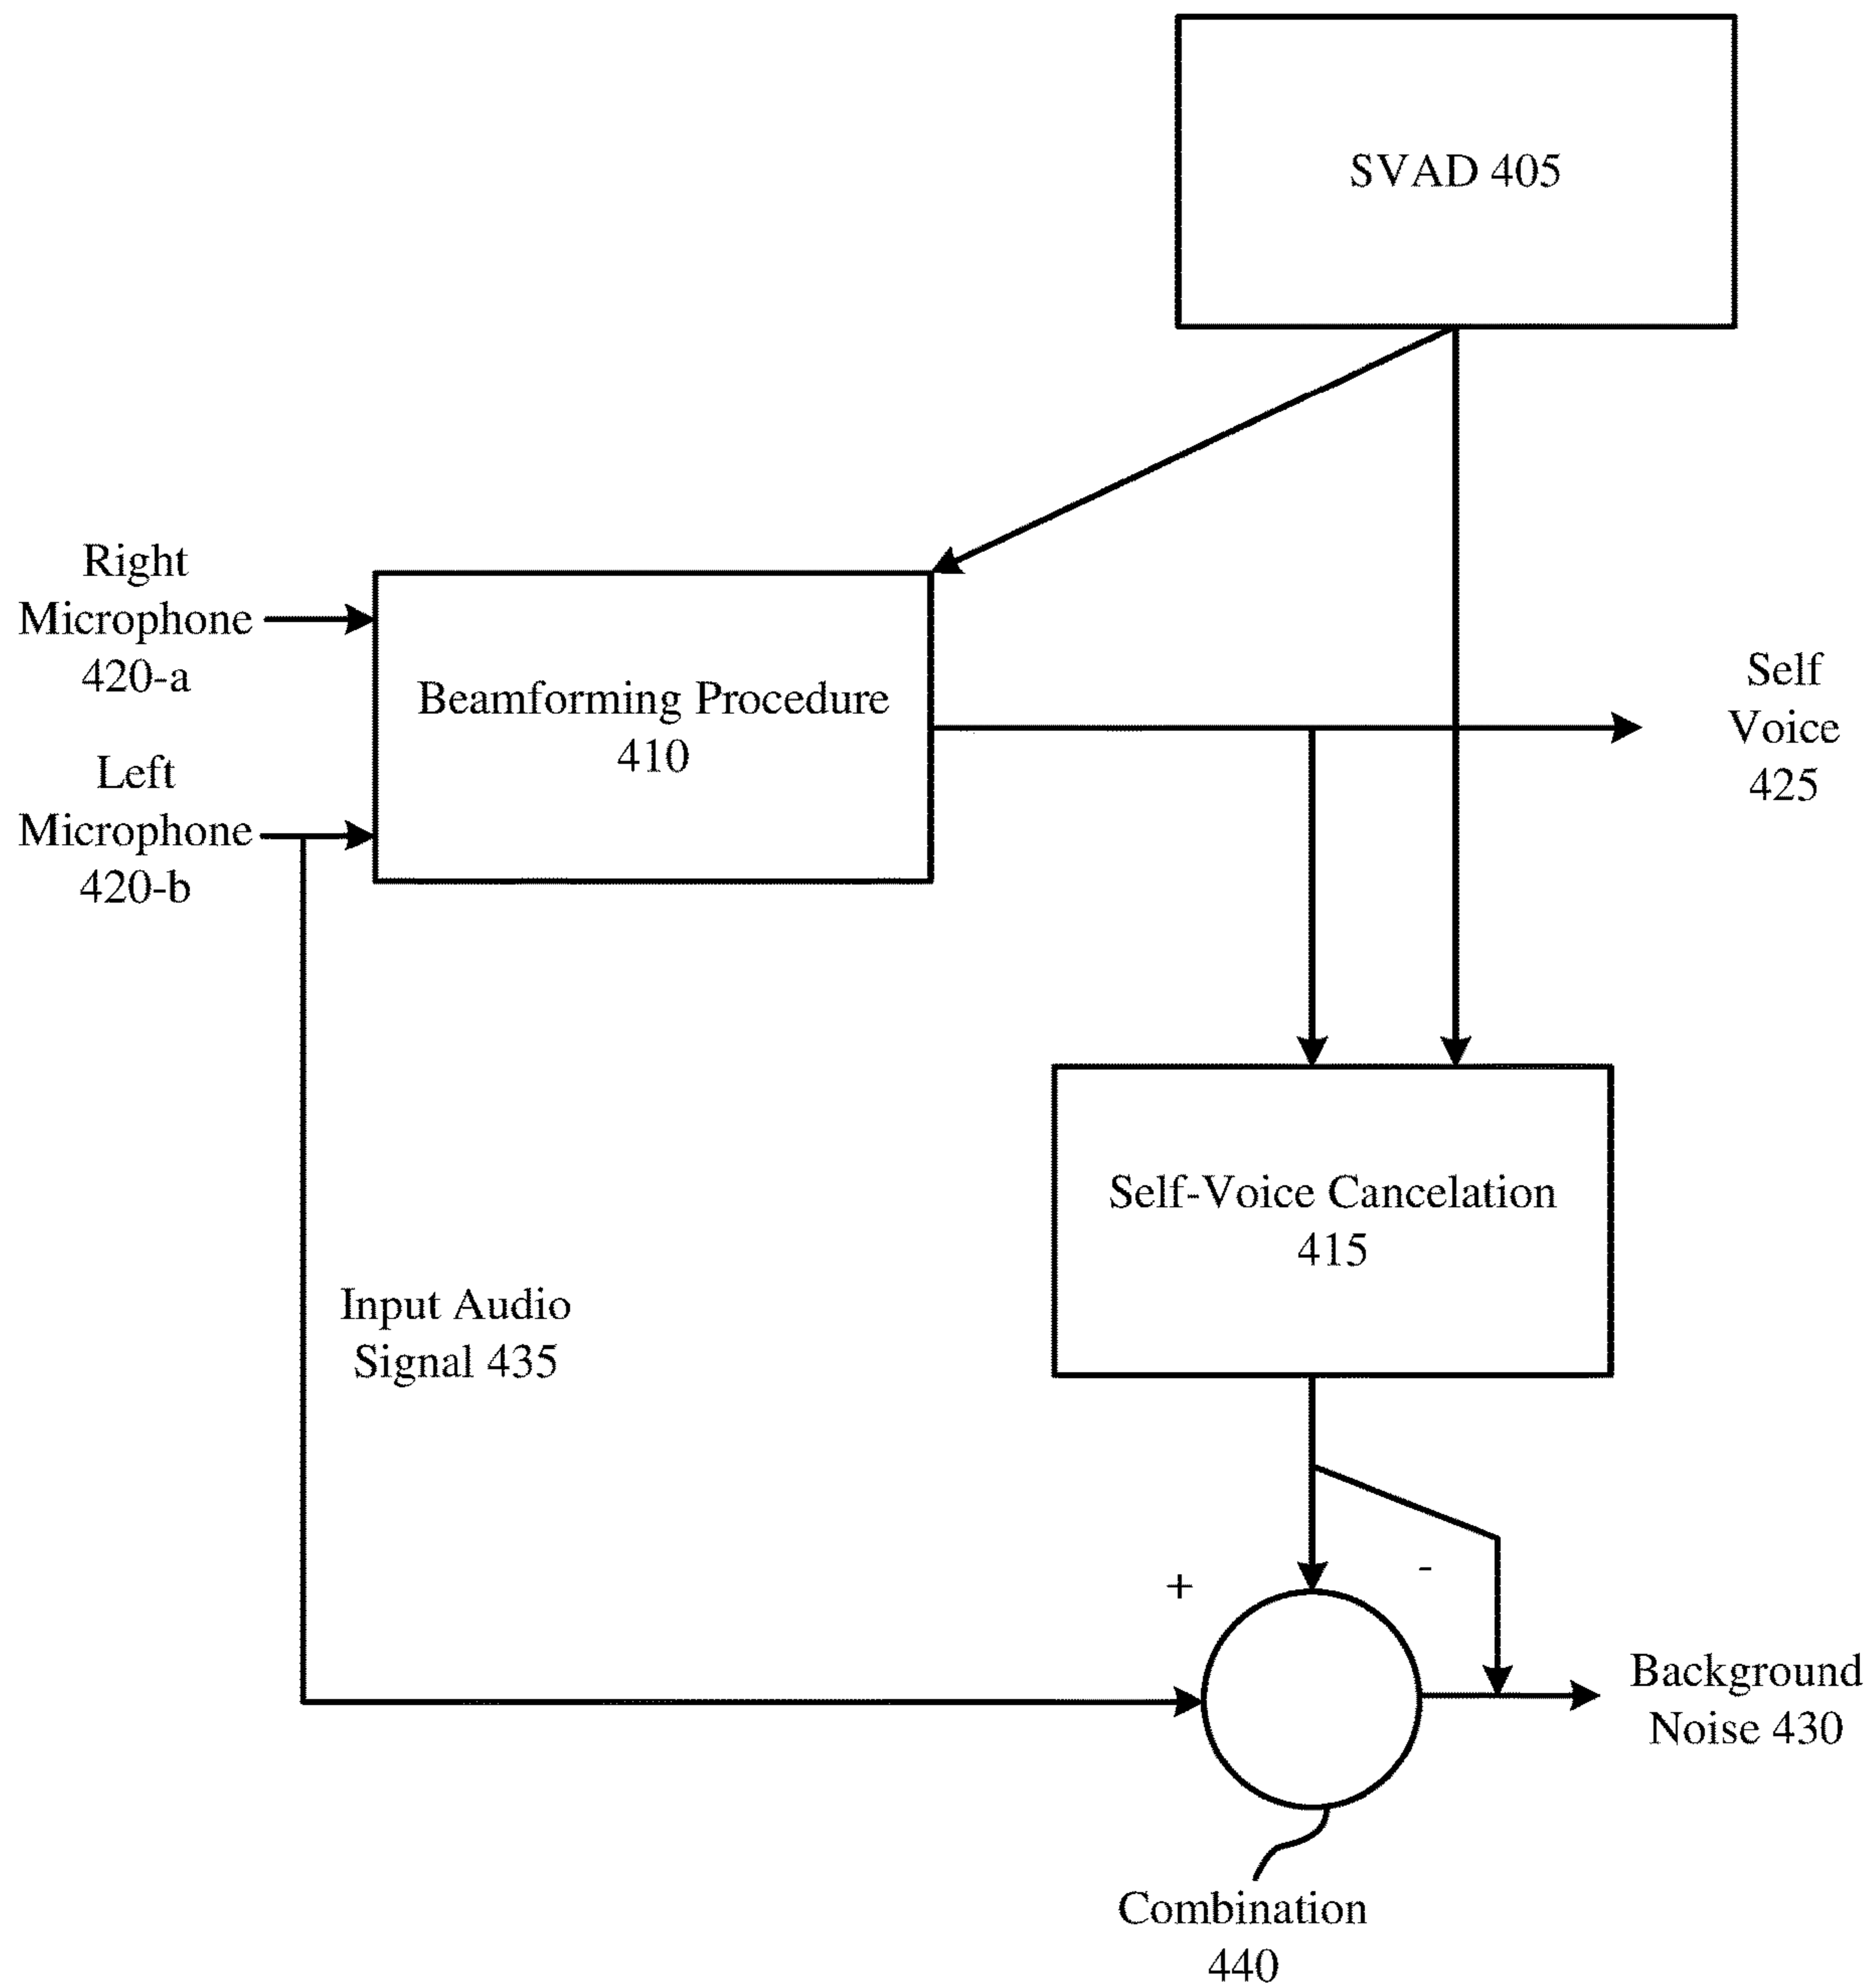 SVAD 405
Right
Microphone
420-a
Beamforming Procedure
410
Left
Microphone
420-b
Self
Voice
425
Self-Voice Cancelation
415
Input Audio
Signal 435
+
-
Background
Noise 430
Combination
440